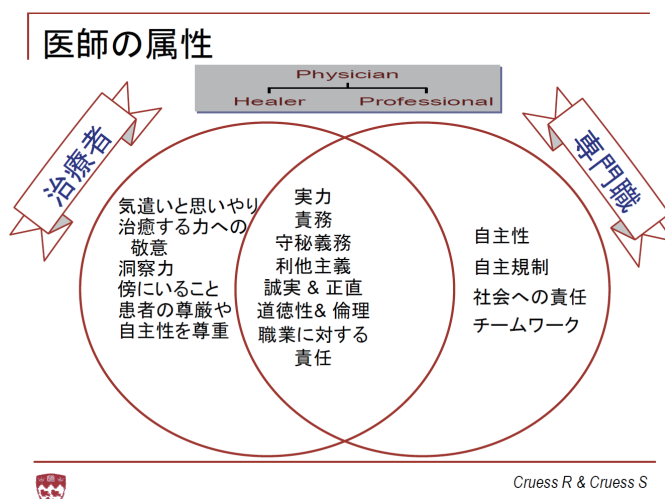 医師の属性
Physician
Healer
Professional
治療者
専門職
気遣いと思いやり
治癒する力への
敬意
洞察力
傍にいること
患者の尊厳や
自主性を尊重
実力
責務
守秘義務
利他主義
誠実 & 正直
道徳性& 倫理
職業に対する
責任
自主性
自主規制
社会への責任
チームワーク
Cruess R & Cruess S